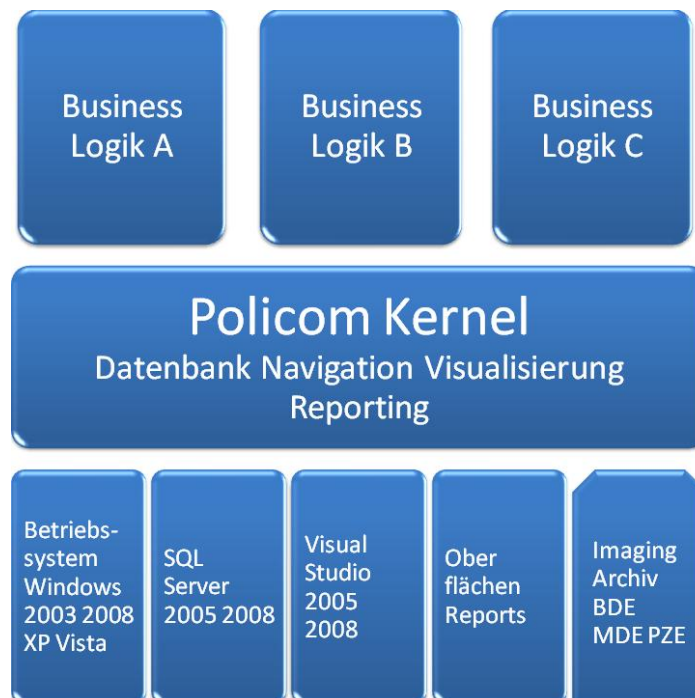 Business
Logik A
Business
Logik B
Business
Logik C
Policom Kernel
Datenbank Navigation Visualisierung
Reporting
Betriebs-
system
Windows
2003 2008
XP Vista
SQL
Server
2005 2008
Visual
Studio
2005
2008
Ober
flächen
Reports
Imaging
Archiv
BDE
MDE PZE